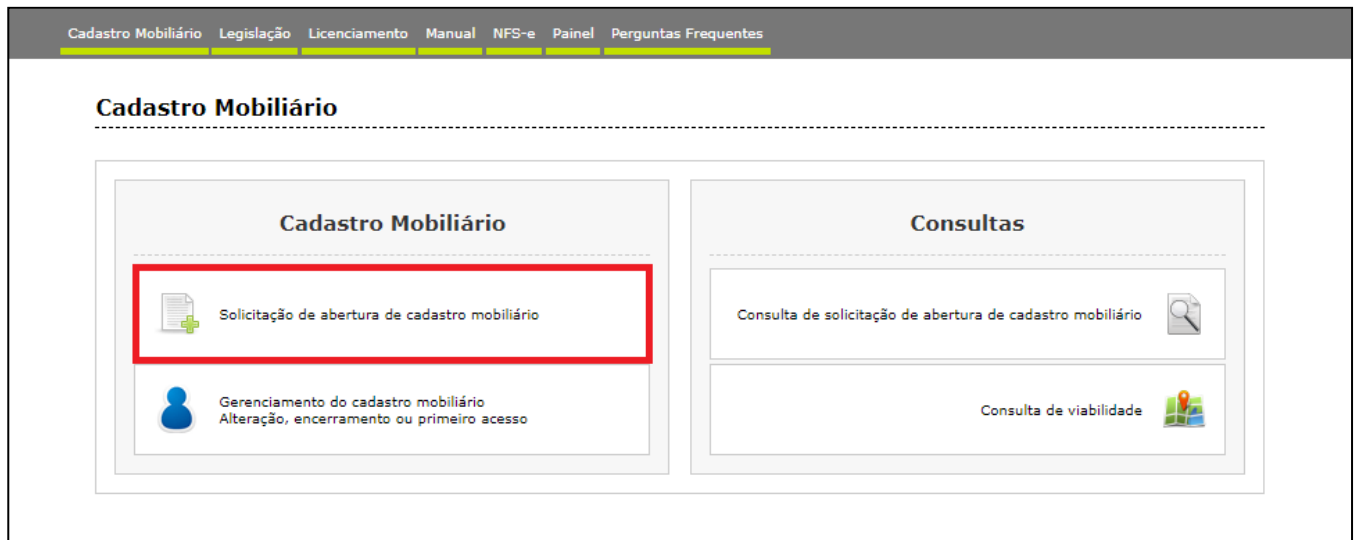 Cadastro Mobiliário Legislação Licenciamento Manual NFS-e Painel Perguntas Frequentes
Cadastro Mobiliário
Cadastro Mobiliário
Solicitação de abertura de cadastro mobiliário
Gerenciamento do cadastro mobiliário
Alteração, encerramento ou primeiro acesso
Consultas
Consulta de solicitação de abertura de cadastro mobiliário
Consulta de viabilidade